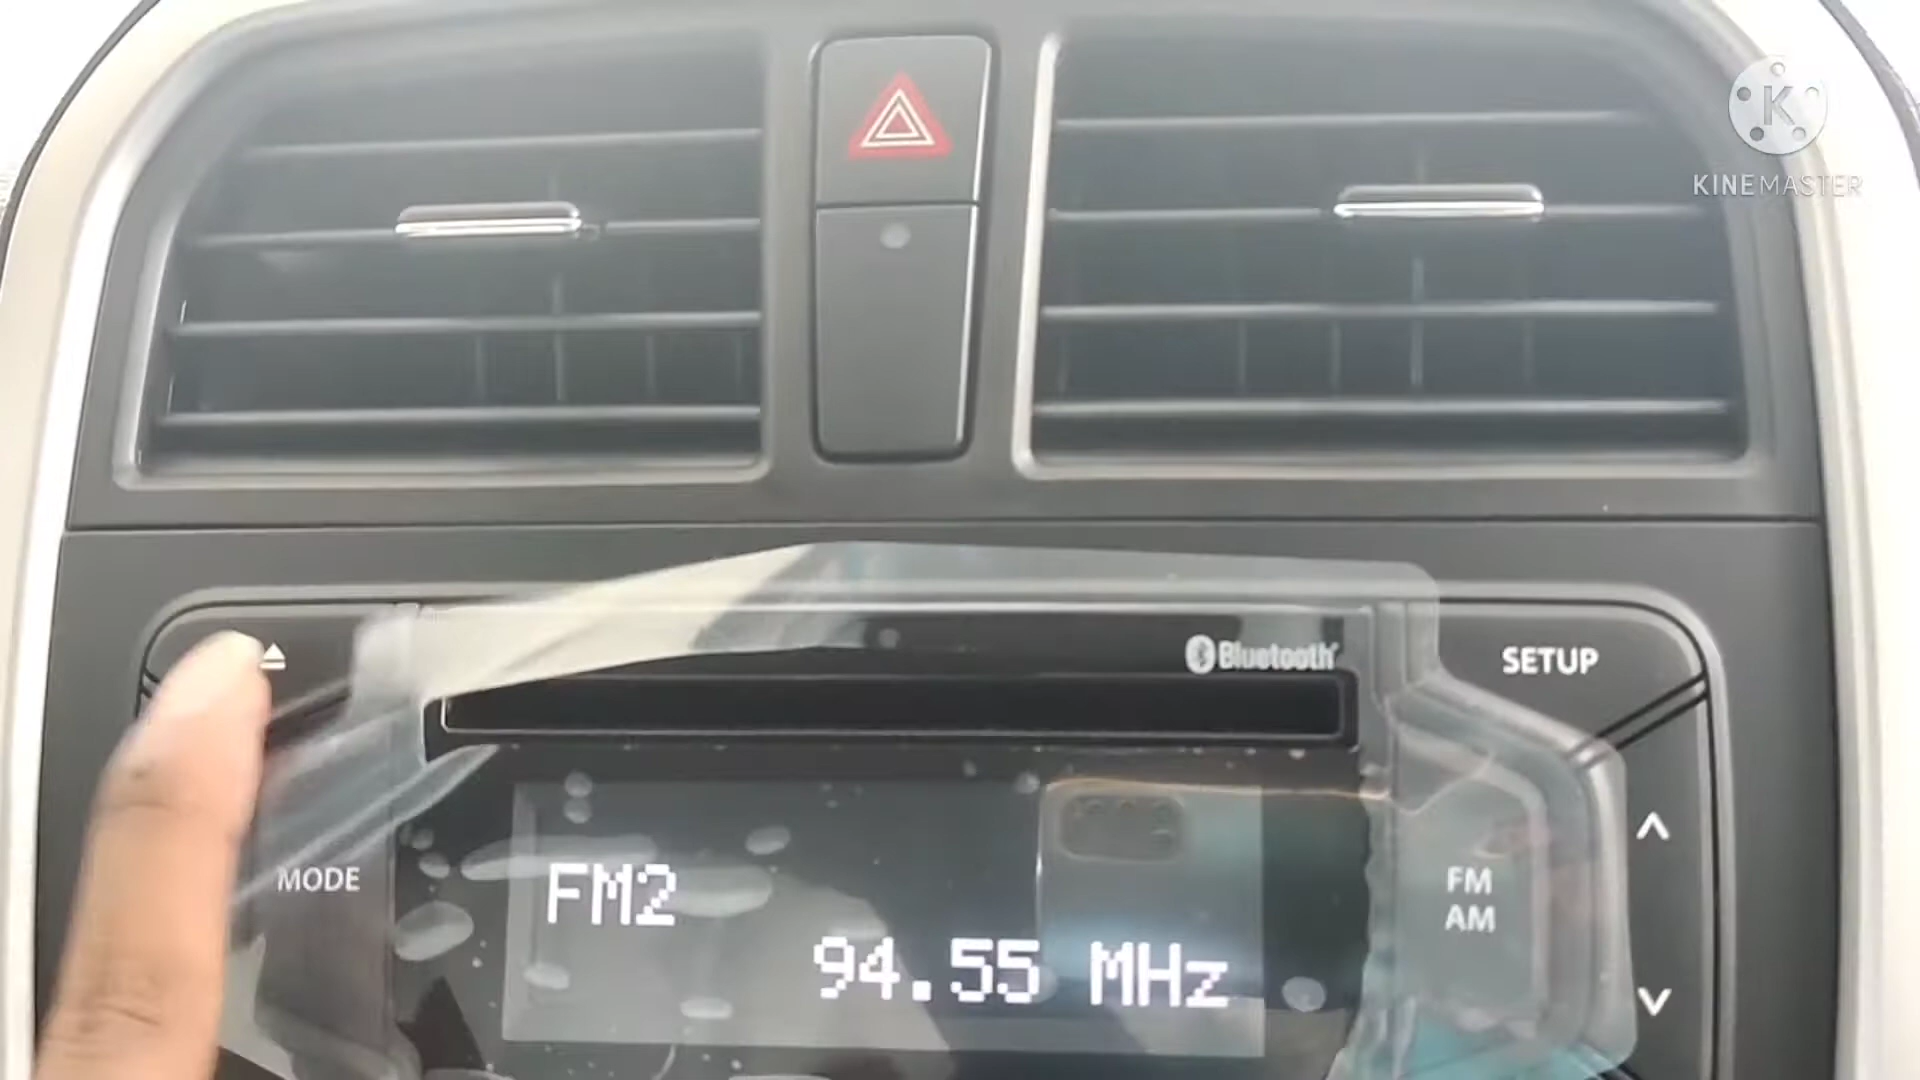 KINEMASTER
Bluetooth
SETUP
MODE
FM2
94.55 MHz
FM
AM